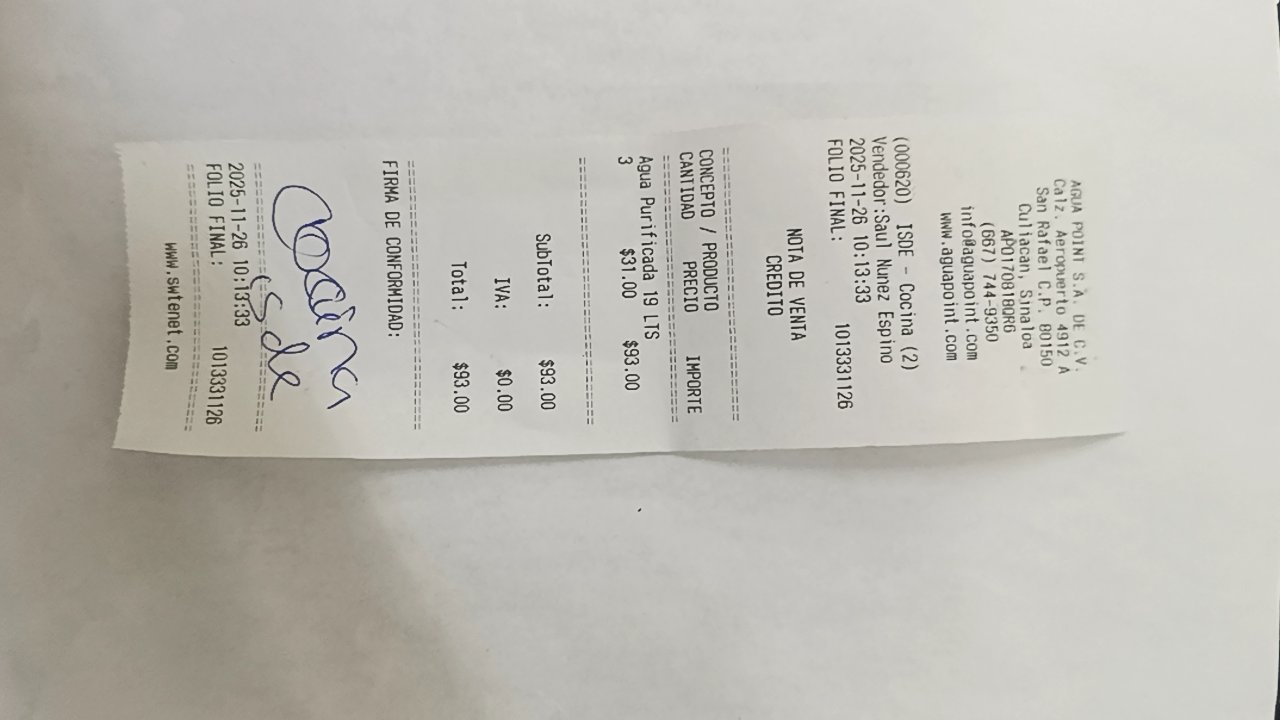 AGUA POINT S.A. DE C.V.
Calz. Aeropuerto 4912 A
San Rafael C.P. 80150
Culiacan, Sinaloa
APO170818QR6
(667) 744-9350
info@aguapoint.com
www.aguapoint.com
(000620) ISDE - Cocina (2)
Vendedor:Saul Nunez Espino
2025-11-26 10:13:33
FOLIO FINAL: 1013331126
NOTA DE VENTA
CREDITO
CONCEPTO / PRODUCTO
CANTIDAD PRECIO IMPORTE
Agua Purificada 19 LTS
3 $31.00 $93.00
SubTotal: $93.00
IVA: $0.00
Total: $93.00
FIRMA DE CONFORMIDAD:
Cocina
isde
2025-11-26 10:13:33
FOLIO FINAL: 1013331126
www.swtenet.com